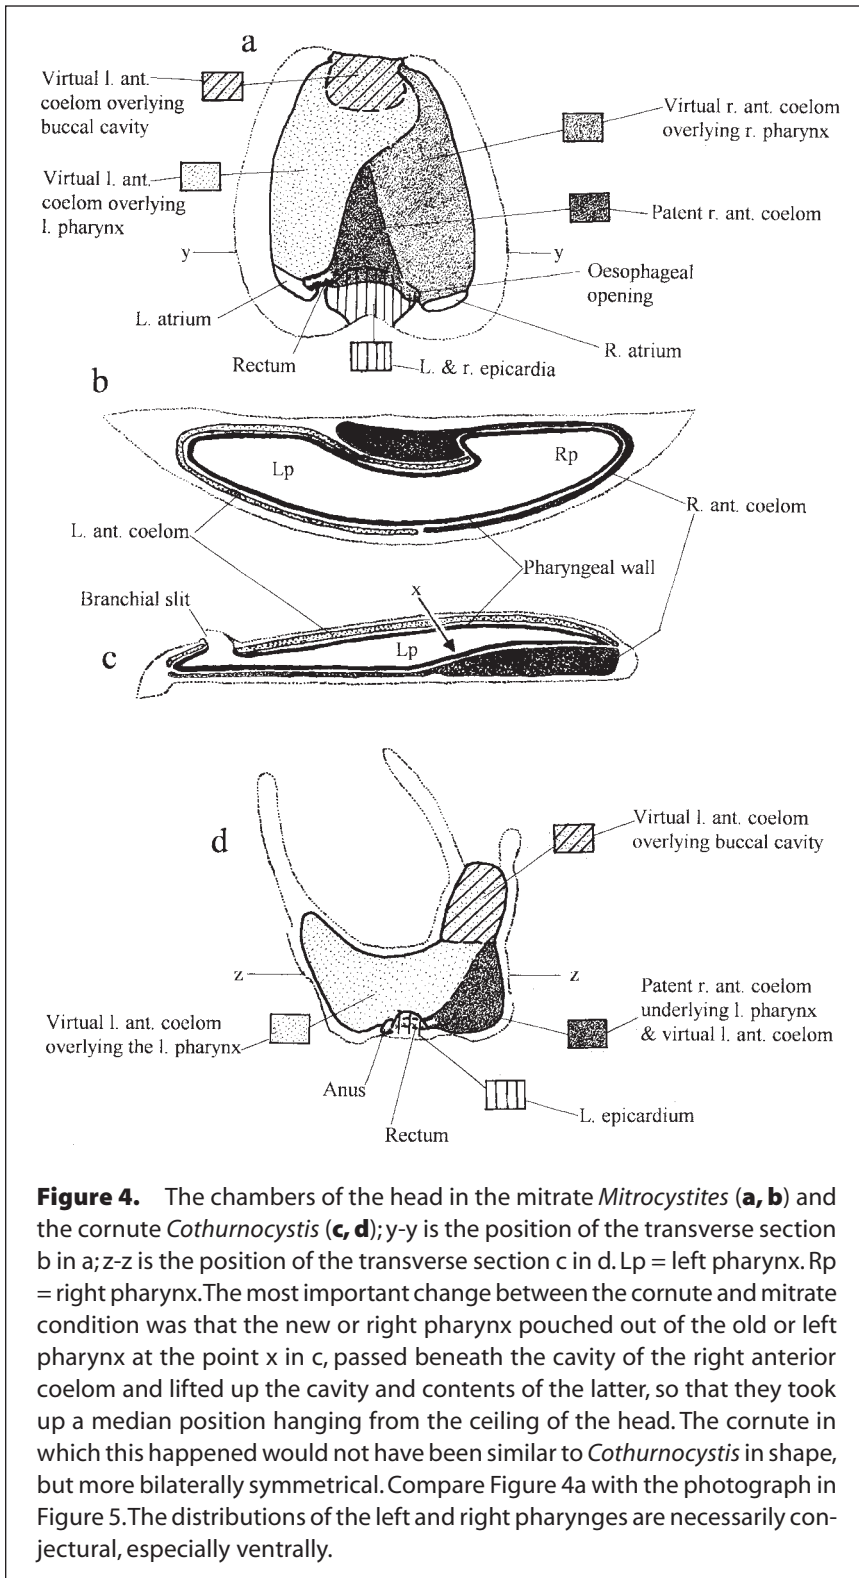 a
Virtual l. ant.
coelom overlying
buccal cavity
Virtual r. ant. coelom
overlying r. pharynx
Virtual l. ant.
coelom overlying
l. pharynx
Patent r. ant. coelom
y
y
Oesophageal
opening
L. atrium
Rectum
R. atrium
L. & r. epicardia
b
Lp
Rp
R. ant. coelom
L. ant. coelom
Pharyngeal wall
Branchial slit
x
Lp
c
d
Virtual l. ant. coelom
overlying buccal cavity
z
z
Patent r. ant. coelom
underlying l. pharynx
& virtual l. ant. coelom
Virtual l. ant. coelom
overlying the l. pharynx
Anus
L. epicardium
Rectum
Figure 4. The chambers of the head in the mitrate Mitrocystites (a, b) and
the cornute Cothurnocystis (c, d); y-y is the position of the transverse section
b in a; z-z is the position of the transverse section c in d. Lp = left pharynx. Rp
= right pharynx. The most important change between the cornute and mitrate
condition was that the new or right pharynx pouched out of the old or left
pharynx at the point x in c, passed beneath the cavity of the right anterior
coelom and lifted up the cavity and contents of the latter, so that they took
up a median position hanging from the ceiling of the head. The cornute in
which this happened would not have been similar to Cothurnocystis in shape,
but more bilaterally symmetrical. Compare Figure 4a with the photograph in
Figure 5. The distributions of the left and right pharynges are necessarily con-
jectural, especially ventrally.